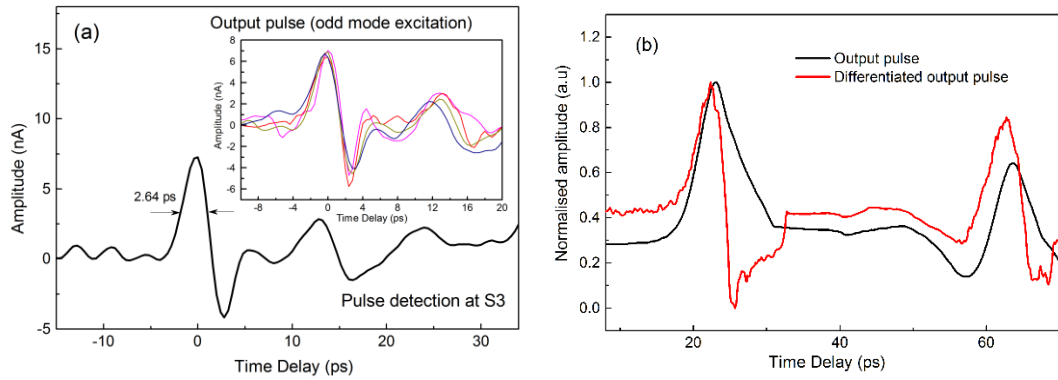 (a)
Output pulse (odd mode excitation)
Amplitude (nA)
8
7
6
4
2
0
-2
-4
-6
-8
-4
0
4
8
12
16
20
Time Delay (ps)
2.64 ps
Pulse detection at S3
Amplitude (nA)
15
10
5
0
-5
-10
0
10
20
30
Time Delay (ps)
(b)
Output pulse
Differentiated output pulse
Normalised amplitude (a.u)
1.2
1.0
0.8
0.6
0.4
0.2
0.0
20
40
60
Time Delay (ps)